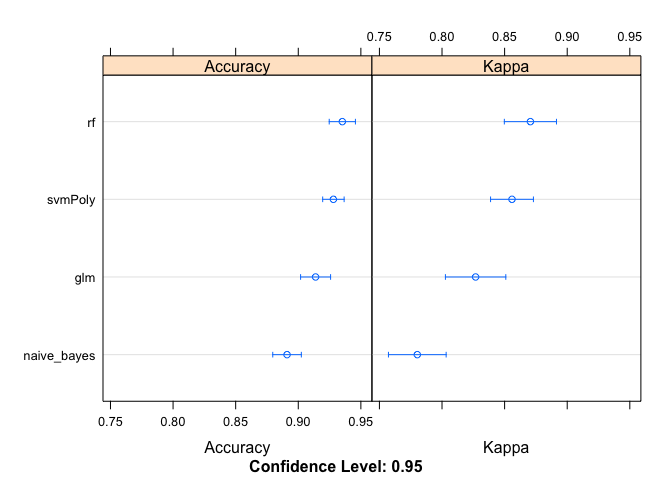 0.75 0.80 0.85 0.90 0.95
Accuracy Kappa
rf
svmPoly
glm
naive_bayes
0.75 0.80 0.85 0.90 0.95
Accuracy Kappa
Confidence Level: 0.95